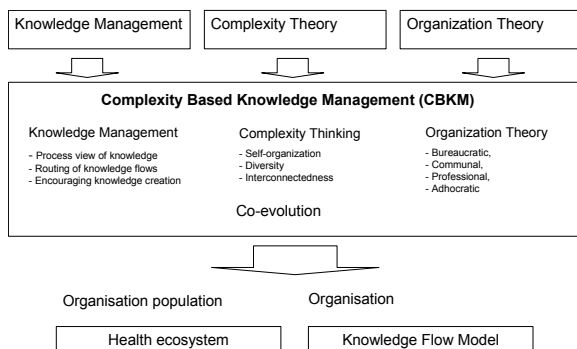 Knowledge Management
Complexity Theory
Organization Theory
Complexity Based Knowledge Management (CBKM)
Knowledge Management
- Process view of knowledge
- Routing of knowledge flows
- Encouraging knowledge creation
Complexity Thinking
- Self-organization
- Diversity
- Interconnectedness
Organization Theory
- Bureaucratic,
- Communal,
- Professional,
- Adhocratic
Co-evolution
Organisation population
Organisation
Health ecosystem
Knowledge Flow Model